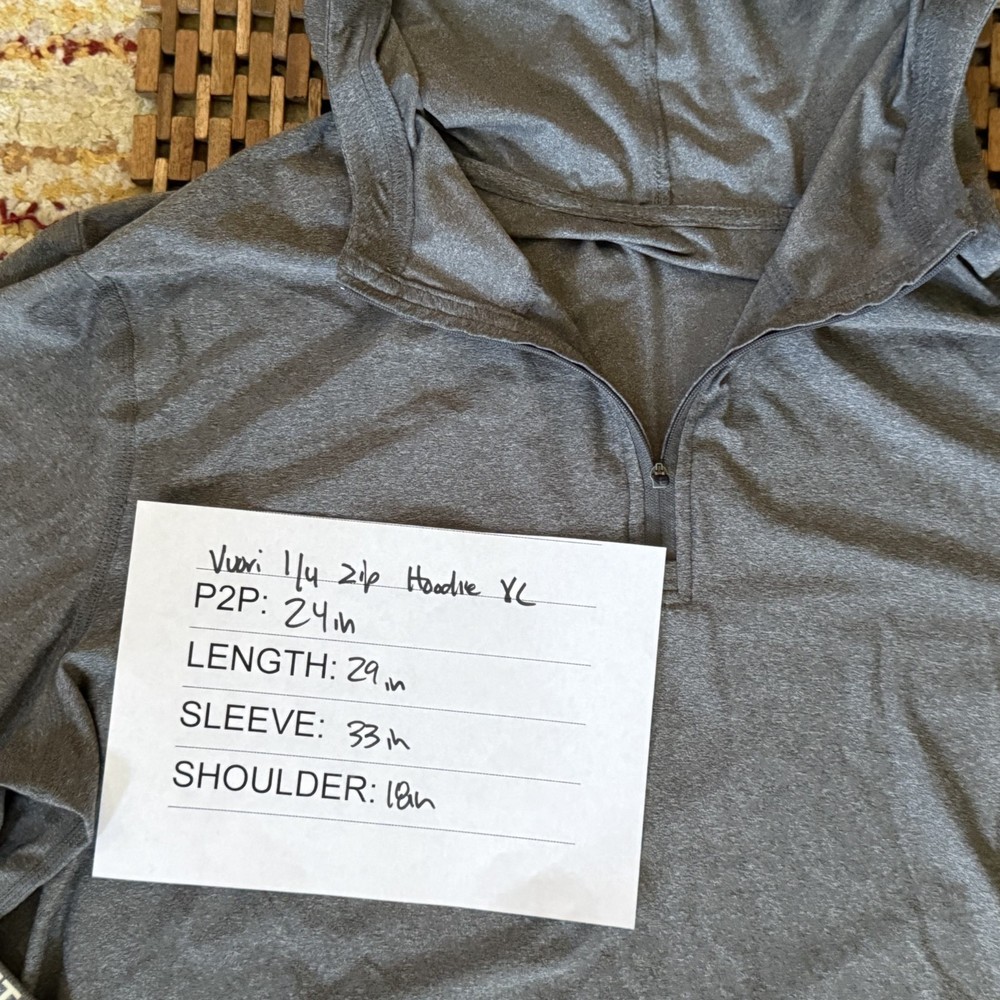 Vuori 1/4 Zip Hoodie XL
P2P: 24in
LENGTH: 29in
SLEEVE: 33in
SHOULDER: 18in